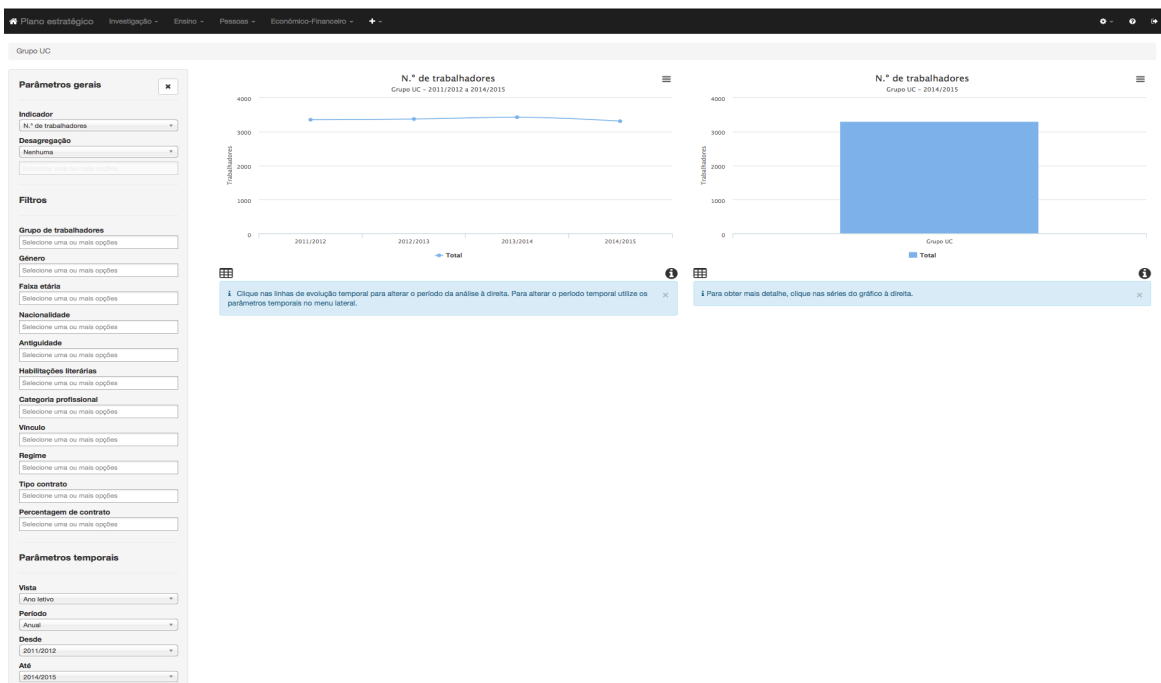 Plano estratégico Investigação Ensino Pessoas Económico-Financeiro
Grupo UC
Parâmetros gerais
Indicador
N.º de trabalhadores
Desagregação
Nenhuma
Filtros
Grupo de trabalhadores
Selecione uma ou mais opções
Género
Selecione uma ou mais opções
Faixa etária
Selecione uma ou mais opções
Nacionalidade
Selecione uma ou mais opções
Antiguidade
Selecione uma ou mais opções
Habilitações literárias
Selecione uma ou mais opções
Categoria profissional
Selecione uma ou mais opções
Vínculo
Selecione uma ou mais opções
Regime
Selecione uma ou mais opções
Tipo contrato
Selecione uma ou mais opções
Percentagem de contrato
Selecione uma ou mais opções
Parâmetros temporais
Vista
Ano letivo
Período
Anual
Desde
2011/2012
Até
2014/2015
N.º de trabalhadores
Grupo UC - 2011/2012 a 2014/2015
Trabalhadores
4000
3000
2000
1000
0
2011/2012 2012/2013 2013/2014 2014/2015
Total
i Clique nas linhas de evolução temporal para alterar o período da análise à direita. Para alterar o período temporal utilize os
parâmetros temporais no menu lateral.
N.º de trabalhadores
Grupo UC - 2014/2015
Trabalhadores
4000
3000
2000
1000
0
Grupo UC
Total
i Para obter mais detalhe, clique nas séries do gráfico à direita.